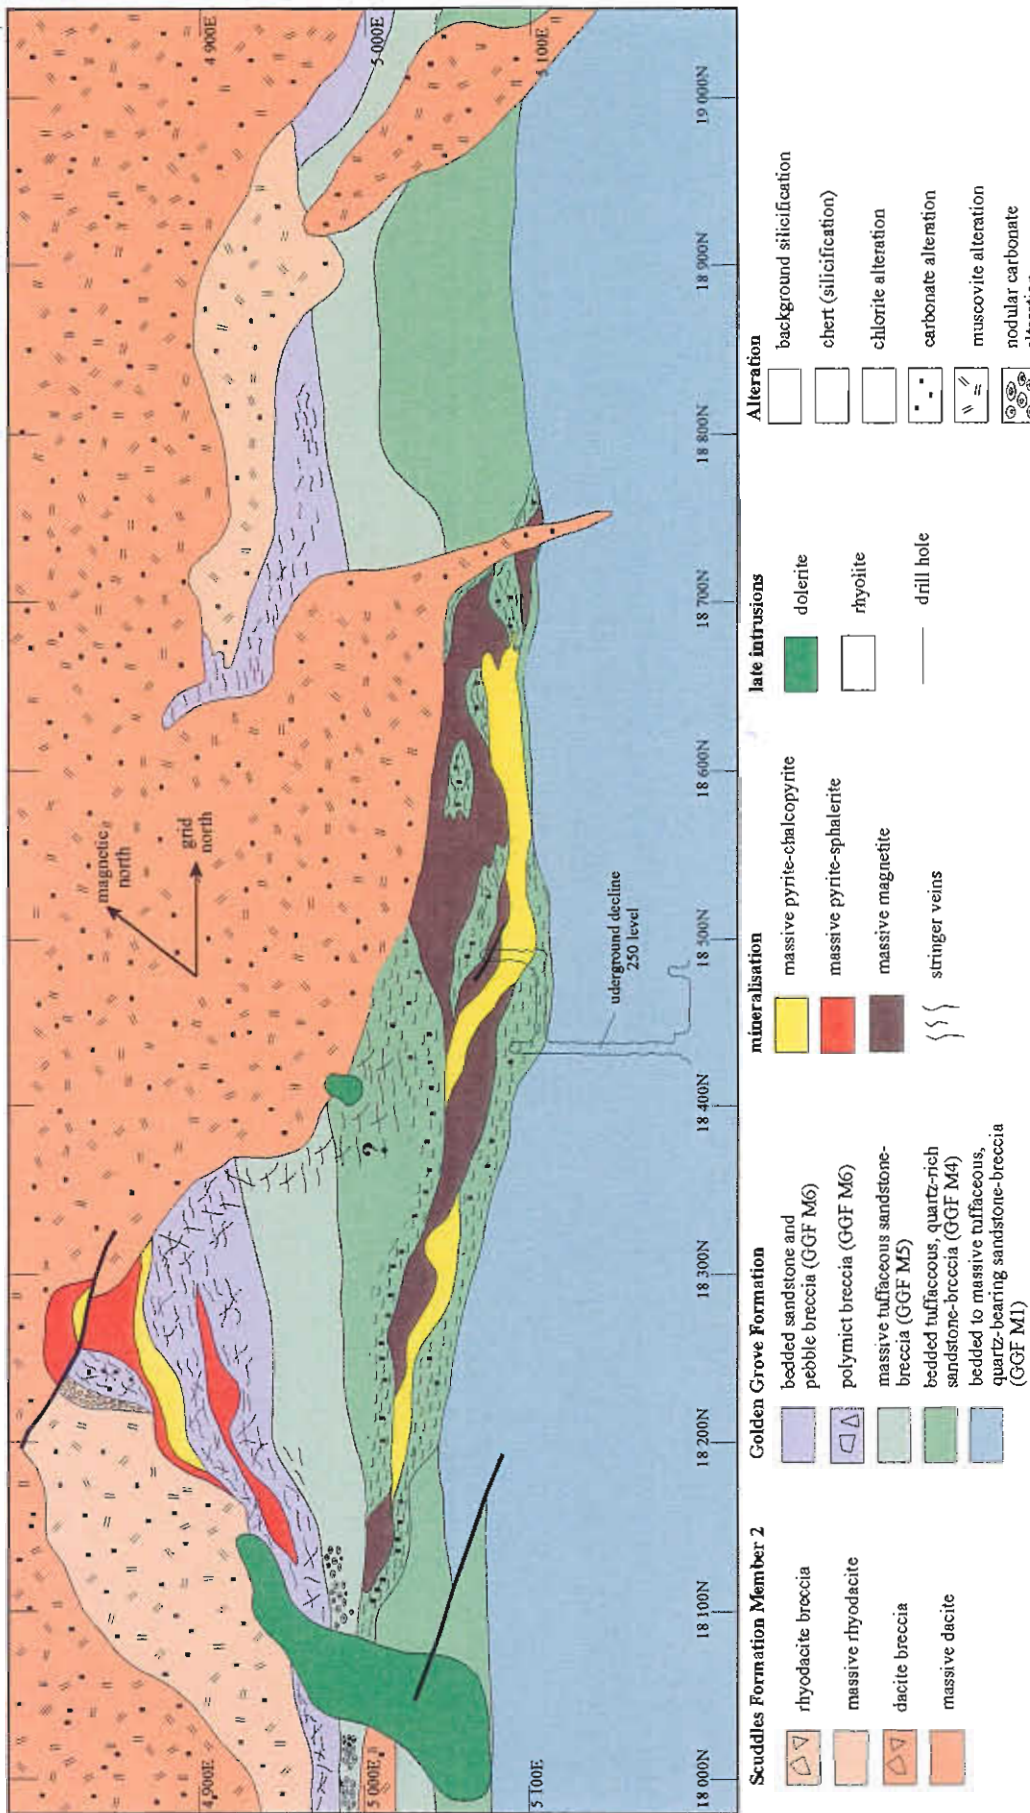 4 900E
5 000E
5 100E
magnetic
north
grid
north
uderground decline
250 level
?
4 900E
5 000E
5 100E
18 000N
18 100N
18 200N
18 300N
18 400N
18 500N
18 600N
18 700N
18 800N
18 900N
19 000N
Scuddles Formation Member 2
rhyodacite breccia
massive rhyodacite
dacite breccia
massive dacite
Golden Grove Formation
bedded sandstone and
pebble breccia (GGF M6)
polymict breccia (GGF M6)
massive tuffaceous sandstone-
breccia (GGF M5)
bedded tuffaceous, quartz-rich
sandstone-breccia (GGF M4)
bedded to massive tuffaceous,
quartz-bearing sandstone-breccia
(GGF M1)
mineralisation
massive pyrite-chalcopyrite
massive pyrite-sphalerite
massive magnetite
stringer veins
late intrusions
dolerite
rhyolite
drill hole
Alteration
background silicification
chert (silicification)
chlorite alteration
carbonate alteration
muscovite alteration
nodular carbonate